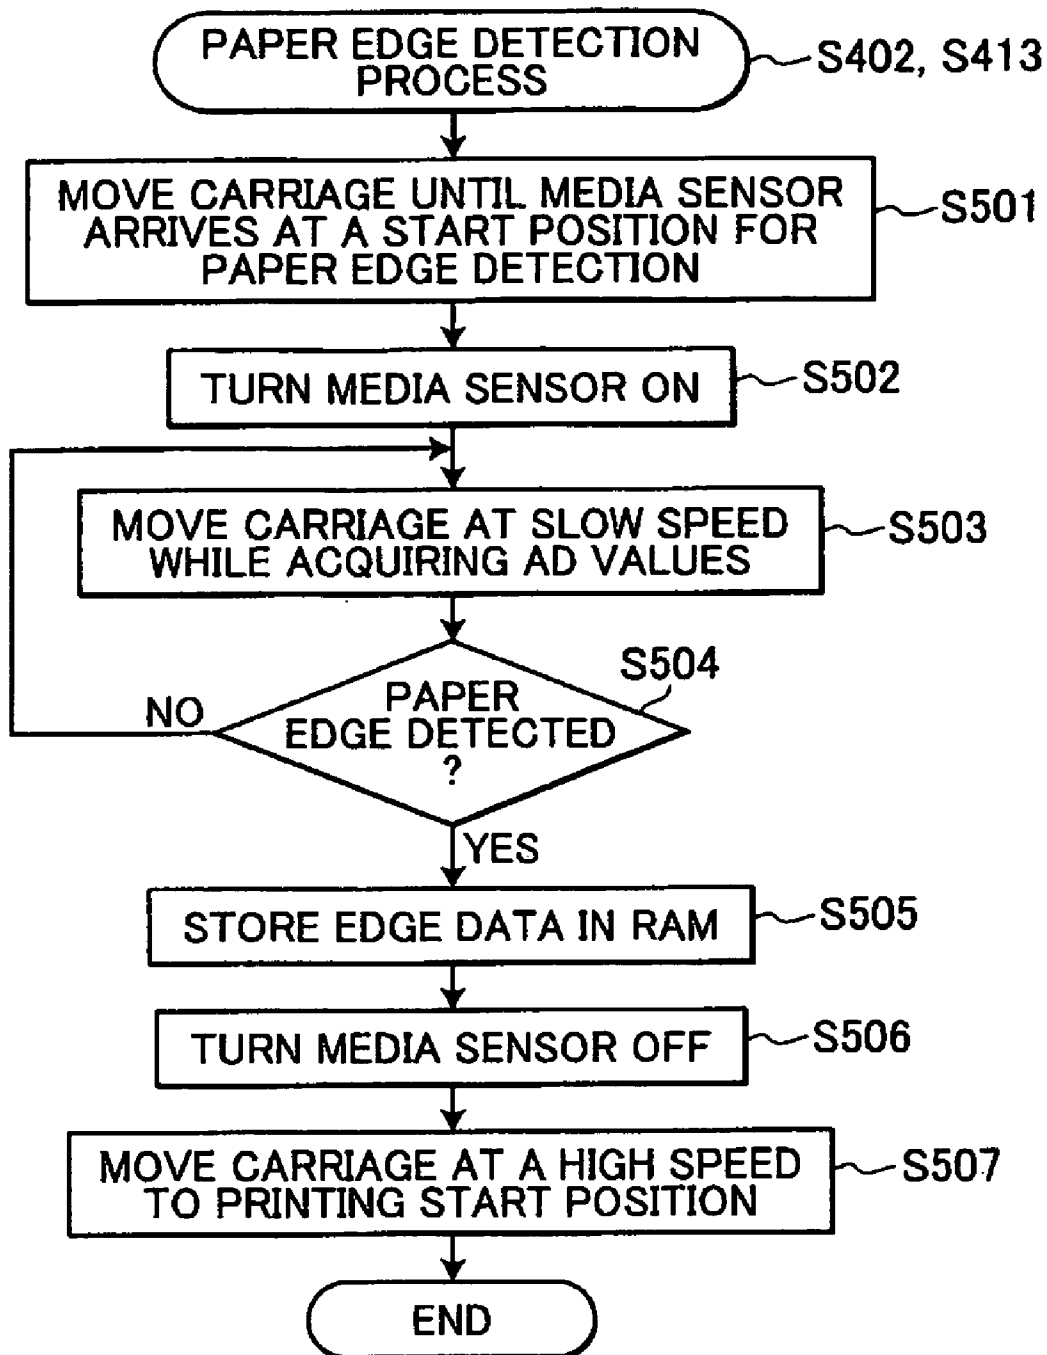 PAPER EDGE DETECTION
PROCESS
S402, S413
MOVE CARRIAGE UNTIL MEDIA SENSOR
ARRIVES AT A START POSITION FOR
PAPER EDGE DETECTION
S501
TURN MEDIA SENSOR ON
S502
MOVE CARRIAGE AT SLOW SPEED
WHILE ACQUIRING AD VALUES
S503
S504
PAPER
EDGE DETECTED
?
NO
YES
STORE EDGE DATA IN RAM
S505
TURN MEDIA SENSOR OFF
S506
MOVE CARRIAGE AT A HIGH SPEED
TO PRINTING START POSITION
S507
END